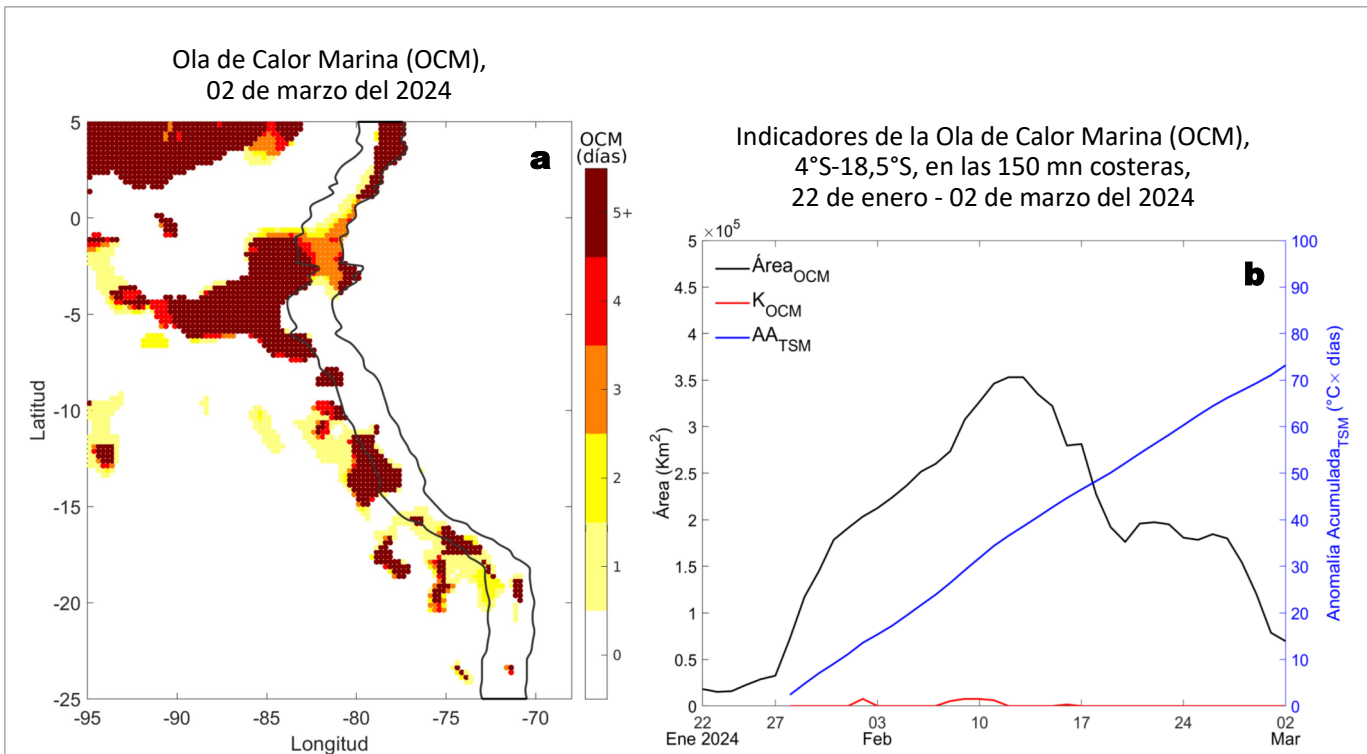 Ola de Calor Marina (OCM),
02 de marzo del 2024
a
OCM
(días)
5+
4
3
2
1
0
5
0
-5
-10
-15
-20
-25
Latitud
-95
-90
-85
-80
-75
-70
Longitud
Indicadores de la Ola de Calor Marina (OCM),
4°S-18,5°S, en las 150 mn costeras,
22 de enero - 02 de marzo del 2024
b
×10⁵
5
4.5
4
3.5
3
2.5
2
1.5
1
0.5
0
Área (Km²)
Área_OCM
K_OCM
AA_TSM
100
90
80
70
60
50
40
30
20
10
0
Anomalía Acumulada_TSM (°C× días)
22 27 03 10 17 24 02
Ene 2024 Feb Mar